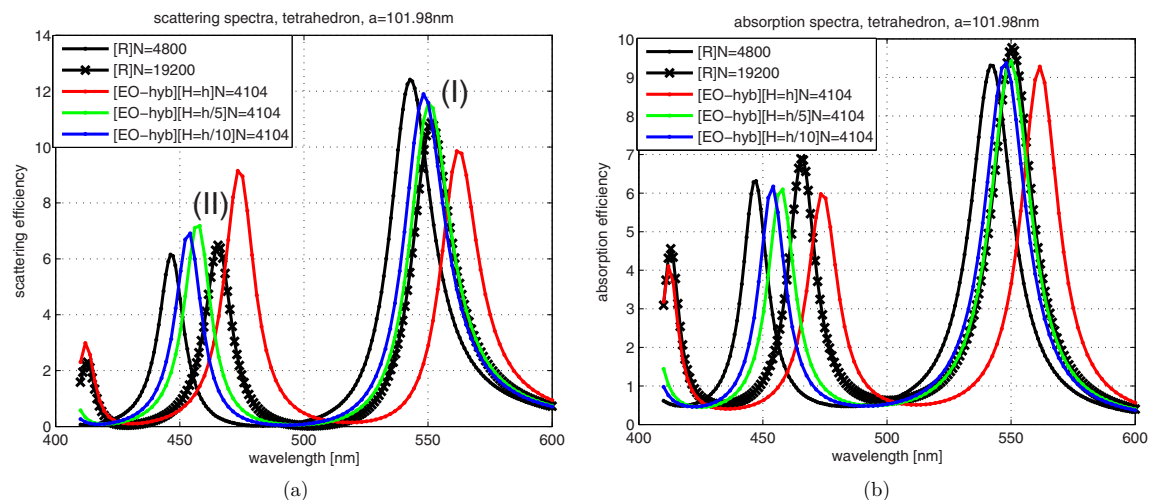 scattering spectra, tetrahedron, a=101.98nm
14
12
10
8
6
4
2
0
scattering efficiency
[R]N=4800
[R]N=19200
[EO−hyb][H=h]N=4104
[EO−hyb][H=h/5]N=4104
[EO−hyb][H=h/10]N=4104
(I)
(II)
400 450 500 550 600
wavelength [nm]
(a)
absorption spectra, tetrahedron, a=101.98nm
10
9
8
7
6
5
4
3
2
1
0
absorption efficiency
[R]N=4800
[R]N=19200
[EO−hyb][H=h]N=4104
[EO−hyb][H=h/5]N=4104
[EO−hyb][H=h/10]N=4104
400 450 500 550 600
wavelength [nm]
(b)